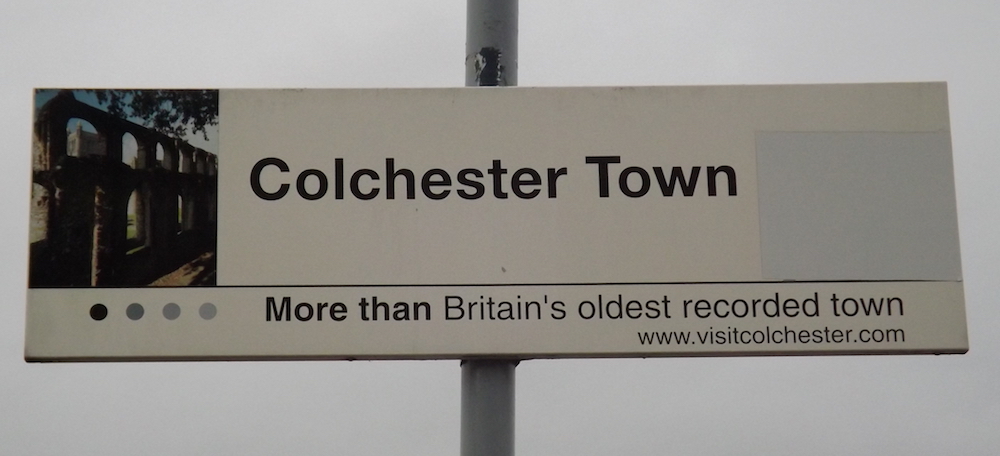 Colchester Town
More than Britain's oldest recorded town
www.visitcolchester.com